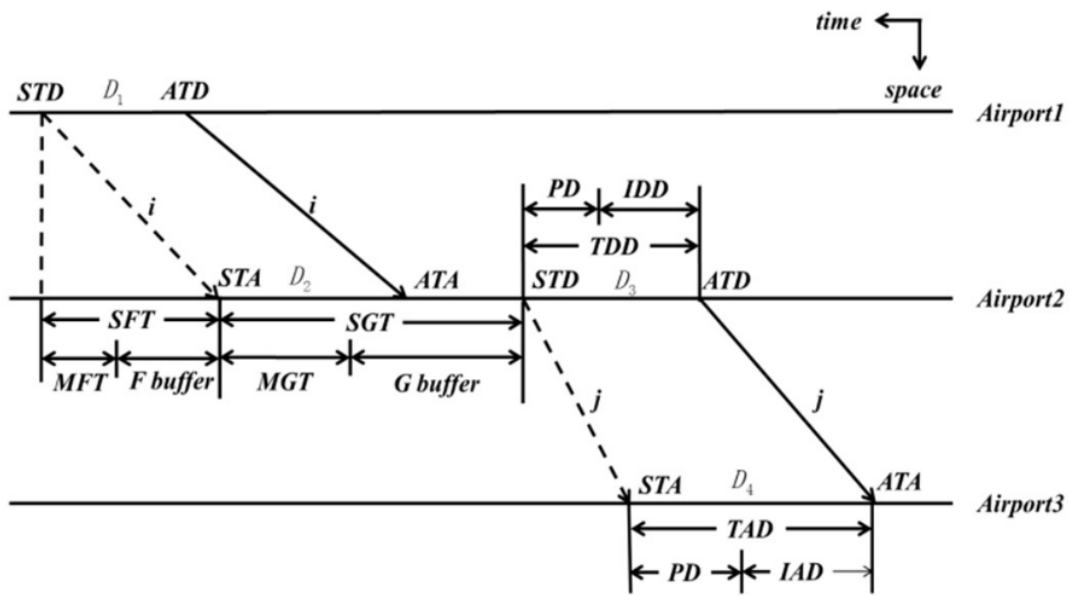 time
space
STD D₁ ATD
Airport1
PD IDD
i i
TDD
STA D₂ ATA STD D₃ ATD
Airport2
SFT SGT
MFT F buffer MGT G buffer
j j
STA D₄ ATA
Airport3
TAD
PD IAD